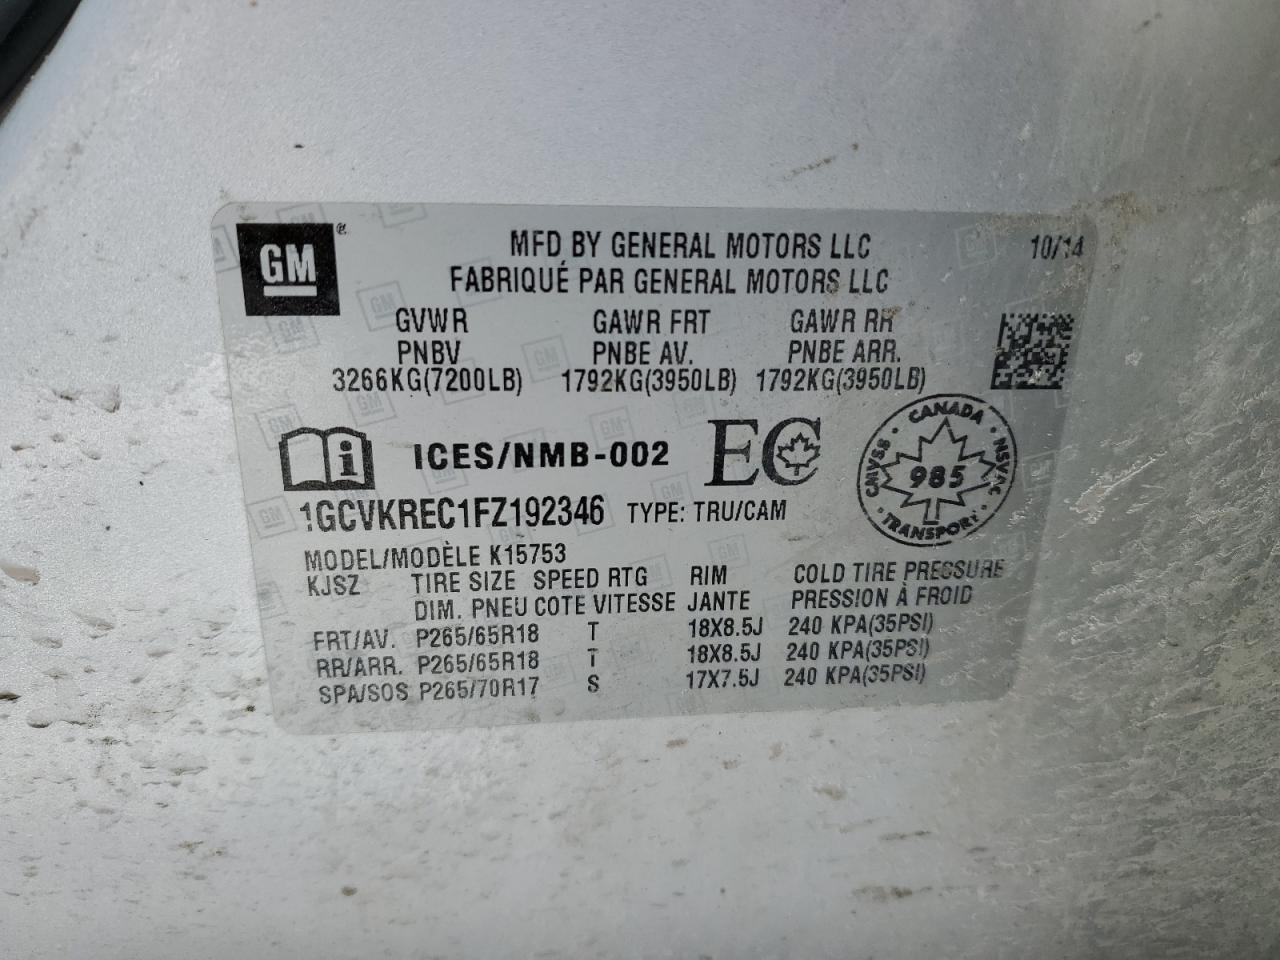 GM ®
MFD BY GENERAL MOTORS LLC 10/14
FABRIQUÉ PAR GENERAL MOTORS LLC
GVWR GAWR FRT GAWR RR
PNBV PNBE AV. PNBE ARR.
3266KG(7200LB) 1792KG(3950LB) 1792KG(3950LB)
i ICES/NMB-002 EC
CANADA
CMVSS NSVAC
985
TRANSPORT
1GCVKREC1FZ192346 TYPE: TRU/CAM
MODEL/MODÈLE K15753
KJSZ TIRE SIZE SPEED RTG RIM COLD TIRE PRESSURE
DIM. PNEU COTE VITESSE JANTE PRESSION À FROID
FRT/AV. P265/65R18 T 18X8.5J 240 KPA(35PSI)
RR/ARR. P265/65R18 T 18X8.5J 240 KPA(35PSI)
SPA/SOS P265/70R17 S 17X7.5J 240 KPA(35PSI)